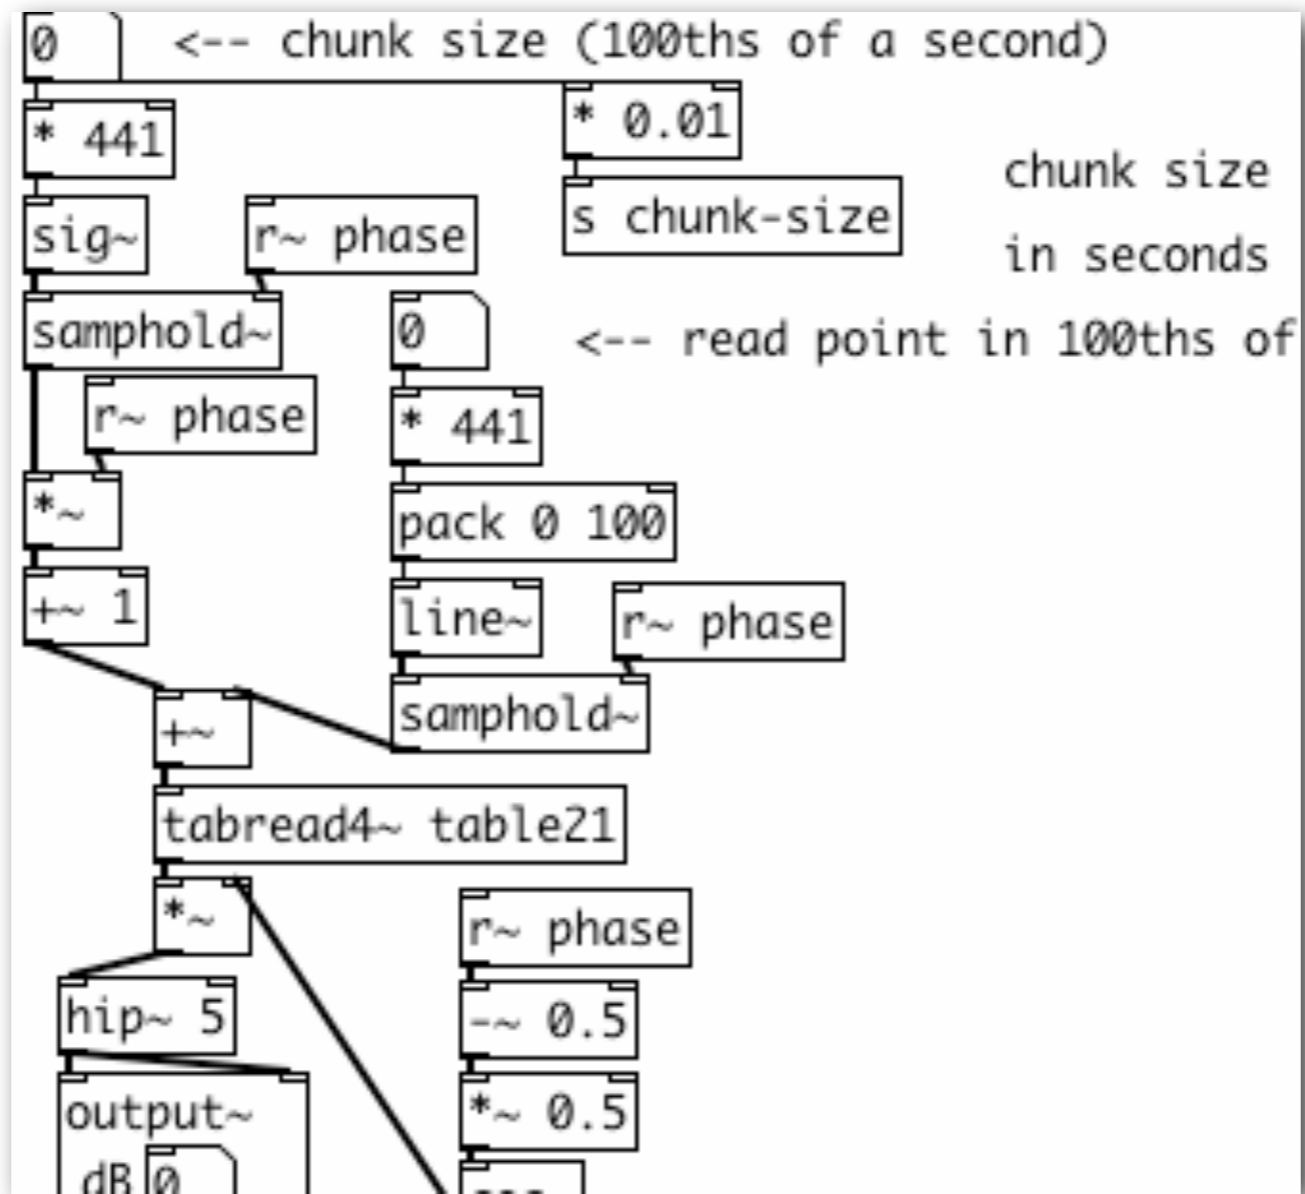 0 <-- chunk size (100ths of a second)
* 441
* 0.01
chunk size
s chunk-size
sig~
r~ phase
in seconds
samphold~
0
<-- read point in 100ths of
r~ phase
* 441
*~
pack 0 100
+~ 1
line~
r~ phase
samphold~
+~
tabread4~ table21
*~
r~ phase
hip~ 5
-~ 0.5
output~
*~ 0.5
dB 0